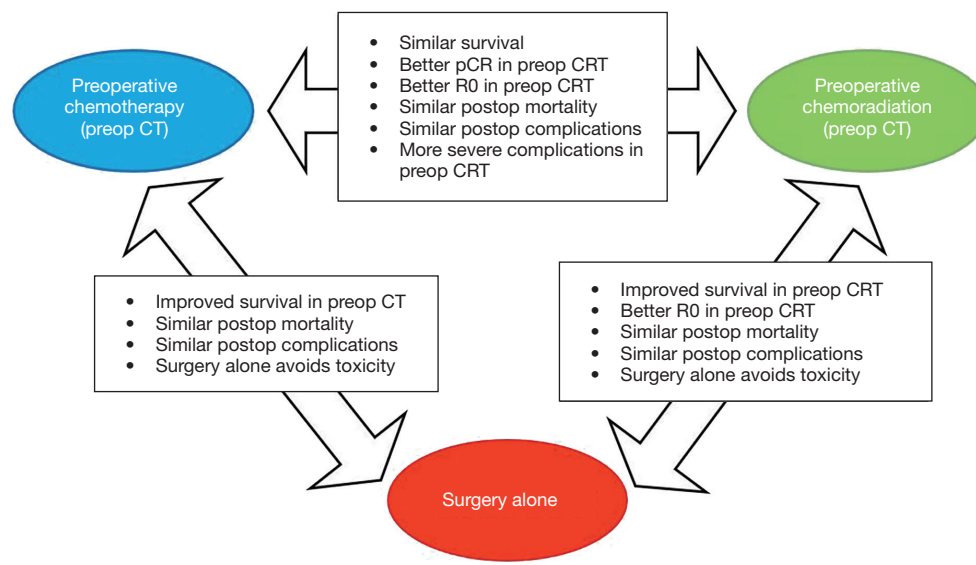 • Similar survival
• Better pCR in preop CRT
• Better R0 in preop CRT
• Similar postop mortality
• Similar postop complications
• More severe complications in
preop CRT
Preoperative
chemotherapy
(preop CT)
Preoperative
chemoradiation
(preop CT)
• Improved survival in preop CT
• Similar postop mortality
• Similar postop complications
• Surgery alone avoids toxicity
• Improved survival in preop CRT
• Better R0 in preop CRT
• Similar postop mortality
• Similar postop complications
• Surgery alone avoids toxicity
Surgery alone